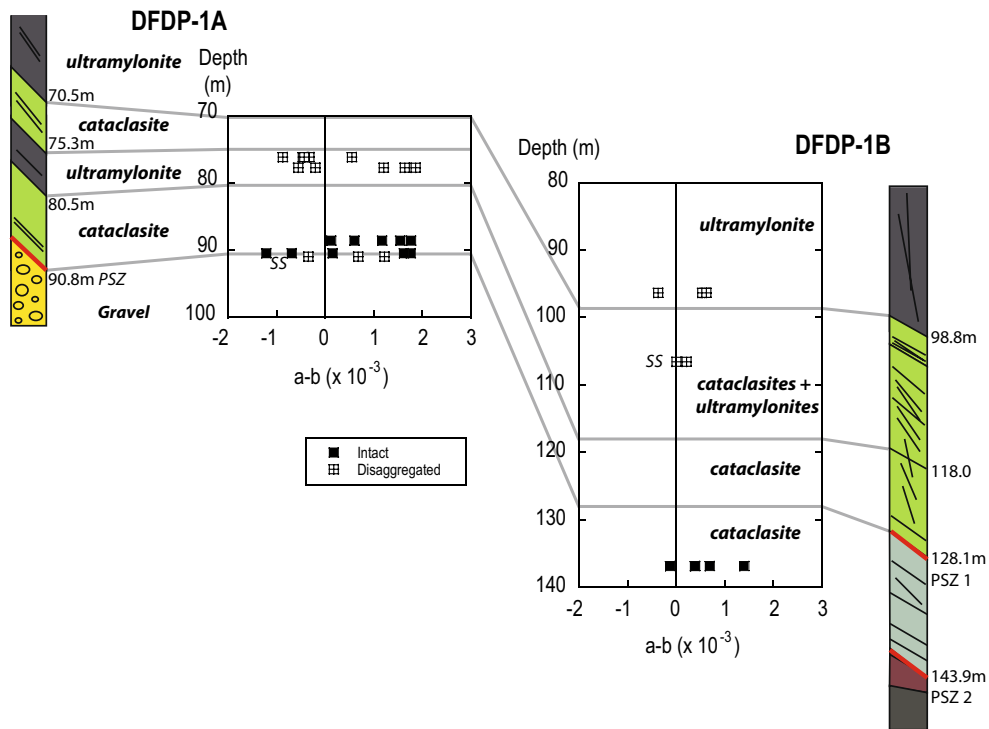 DFDP-1A
ultramylonite
Depth
(m)
70.5m
cataclasite
75.3m
ultramylonite
80.5m
cataclasite
90.8m PSZ
Gravel
70
80
90
100
SS
-2
-1
0
1
2
3
a-b (x 10⁻³)
Intact
Disaggregated
DFDP-1B
Depth (m)
80
90
100
110
120
130
140
ultramylonite
SS
cataclasites +
ultramylonites
cataclasite
cataclasite
-2
-1
0
1
2
3
a-b (x 10⁻³)
98.8m
118.0
128.1m
PSZ 1
143.9m
PSZ 2